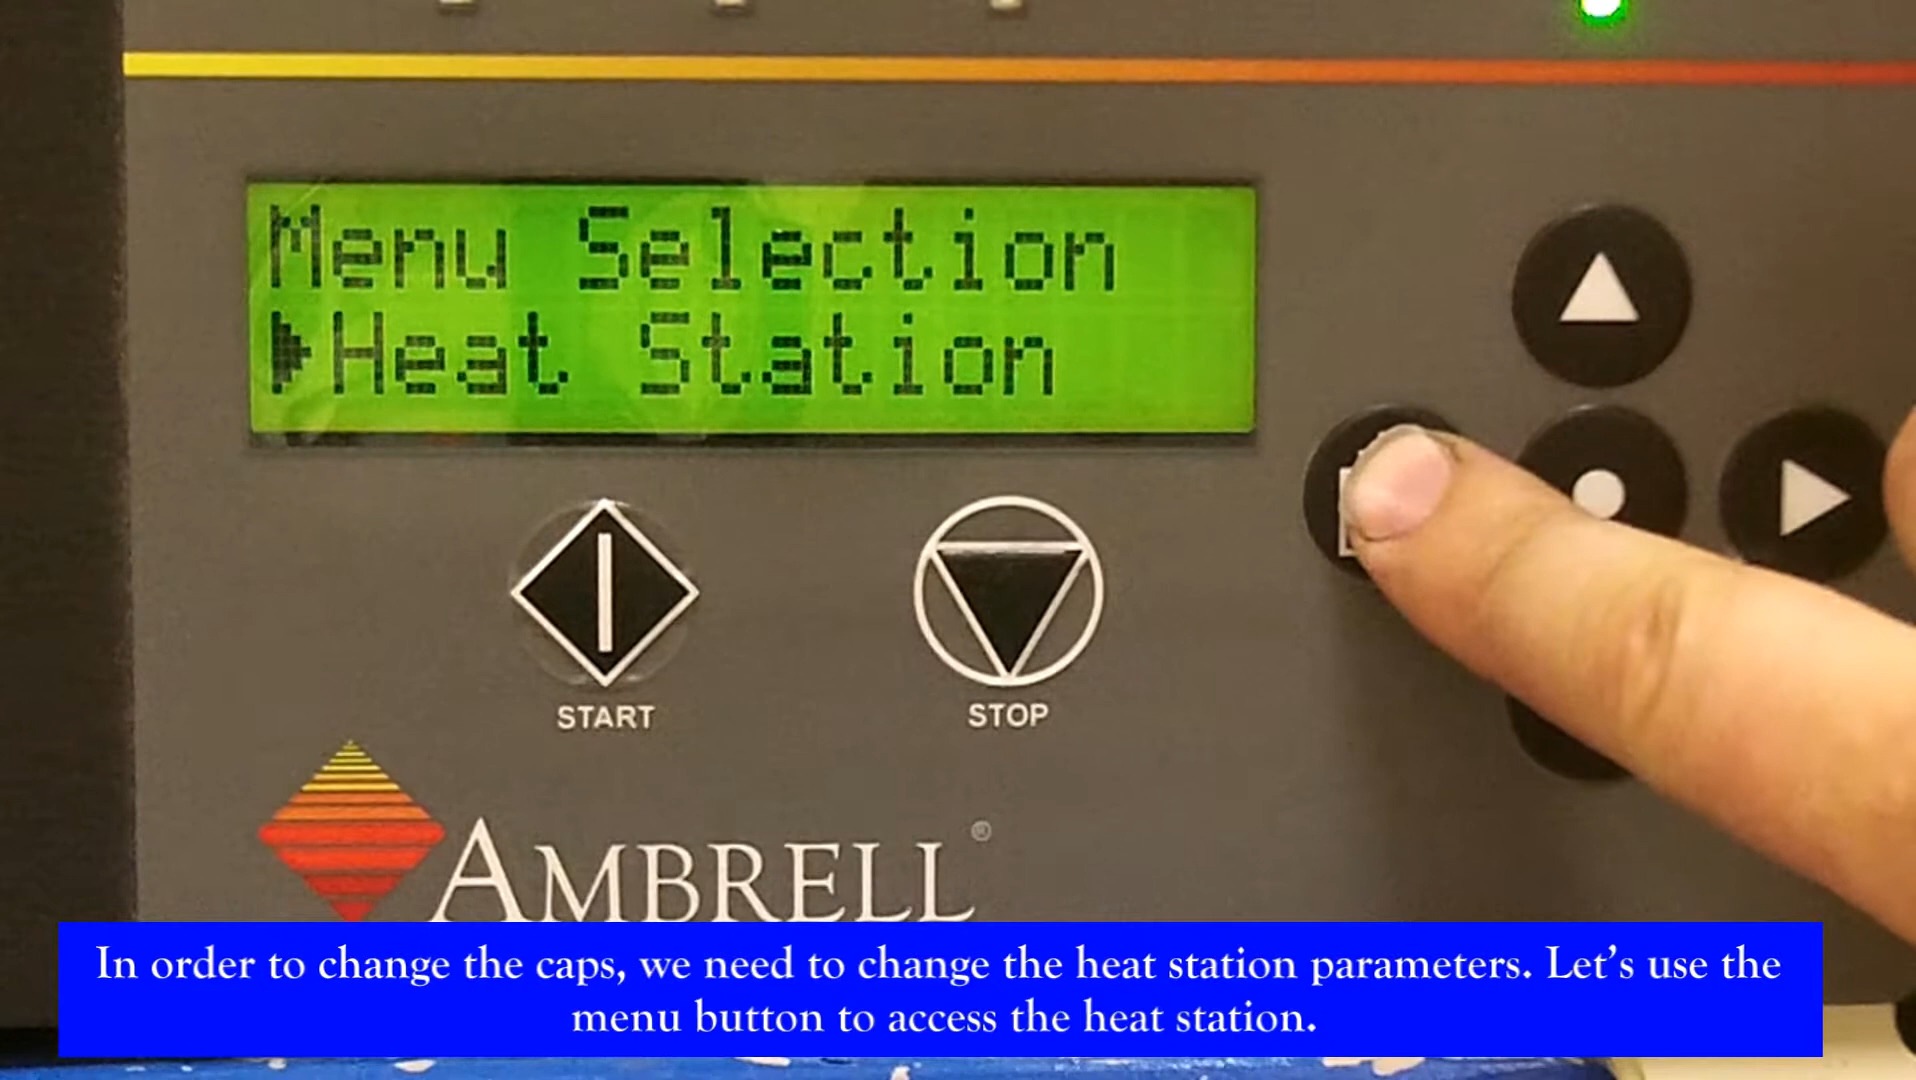 Menu Selection
Heat Station
START
STOP
AMBRELL®
In order to change the caps, we need to change the heat station parameters. Let's use the
menu button to access the heat station.